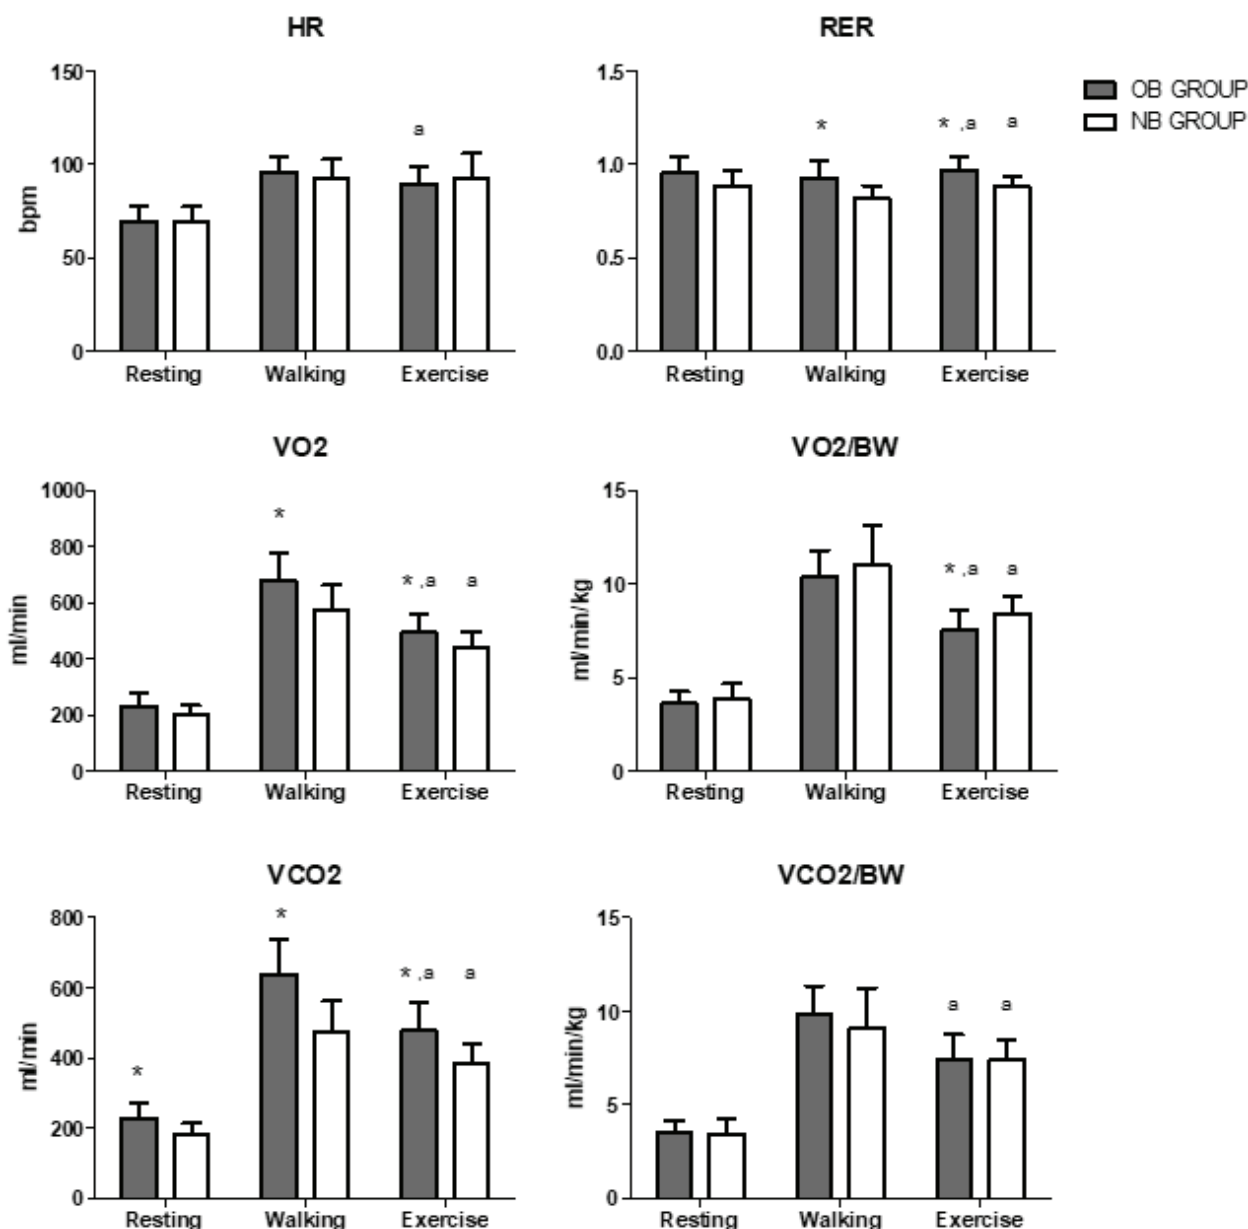 HR
150
100
50
0
bpm
a
Resting Walking Exercise
RER
1.5
1.0
0.5
0.0
* * ,a a
Resting Walking Exercise
OB GROUP
NB GROUP
VO2
1000
800
600
400
200
0
ml/min
* * ,a a
Resting Walking Exercise
VO2/BW
15
10
5
0
ml/min/kg
* ,a a
Resting Walking Exercise
VCO2
800
600
400
200
0
ml/min
* * * ,a a
Resting Walking Exercise
VCO2/BW
15
10
5
0
ml/min/kg
a a
Resting Walking Exercise